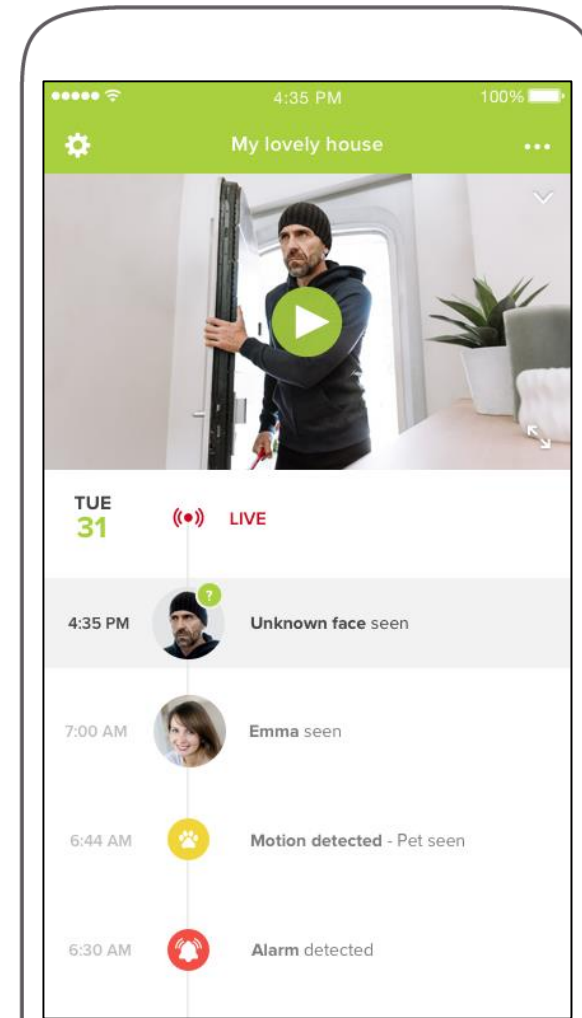 4:35 PM 100%
My lovely house
TUE
31
LIVE
4:35 PM Unknown face seen
?
7:00 AM Emma seen
6:44 AM Motion detected - Pet seen
6:30 AM Alarm detected